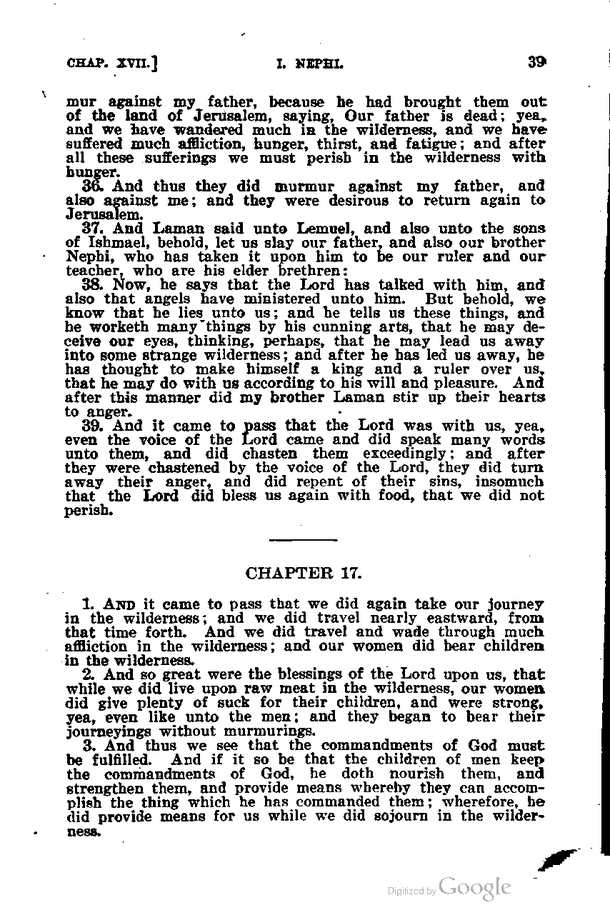 CHAP. XVII.] I. NEPHI. 39
mur against my father, because he had brought them out
of the land of Jerusalem, saying, Our father is dead; yea,
and we have wandered much in the wilderness, and we have
suffered much affliction, hunger, thirst, and fatigue; and after
all these sufferings we must perish in the wilderness with
hunger.
36. And thus they did murmur against my father, and
also against me; and they were desirous to return again to
Jerusalem.
37. And Laman said unto Lemuel, and also unto the sons
of Ishmael, behold, let us slay our father, and also our brother
Nephi, who has taken it upon him to be our ruler and our
teacher, who are his elder brethren:
38. Now, he says that the Lord has talked with him, and
also that angels have ministered unto him. But behold, we
know that he lies unto us; and he tells us these things, and
he worketh many things by his cunning arts, that he may de-
ceive our eyes, thinking, perhaps, that he may lead us away
into some strange wilderness; and after he has led us away, he
has thought to make himself a king and a ruler over us,
that he may do with us according to his will and pleasure. And
after this manner did my brother Laman stir up their hearts
to anger.
39. And it came to pass that the Lord was with us, yea,
even the voice of the Lord came and did speak many words
unto them, and did chasten them exceedingly; and after
they were chastened by the voice of the Lord, they did turn
away their anger, and did repent of their sins, insomuch
that the Lord did bless us again with food, that we did not
perish.
CHAPTER 17.
1. AND it came to pass that we did again take our journey
in the wilderness; and we did travel nearly eastward, from
that time forth. And we did travel and wade through much
affliction in the wilderness; and our women did bear children
in the wilderness.
2. And so great were the blessings of the Lord upon us, that
while we did live upon raw meat in the wilderness, our women
did give plenty of suck for their children, and were strong,
yea, even like unto the men; and they began to bear their
journeyings without murmurings.
3. And thus we see that the commandments of God must
be fulfilled. And if it so be that the children of men keep
the commandments of God, he doth nourish them, and
strengthen them, and provide means whereby they can accom-
plish the thing which he has commanded them; wherefore, he
did provide means for us while we did sojourn in the wilder-
ness.
Digitized by Google